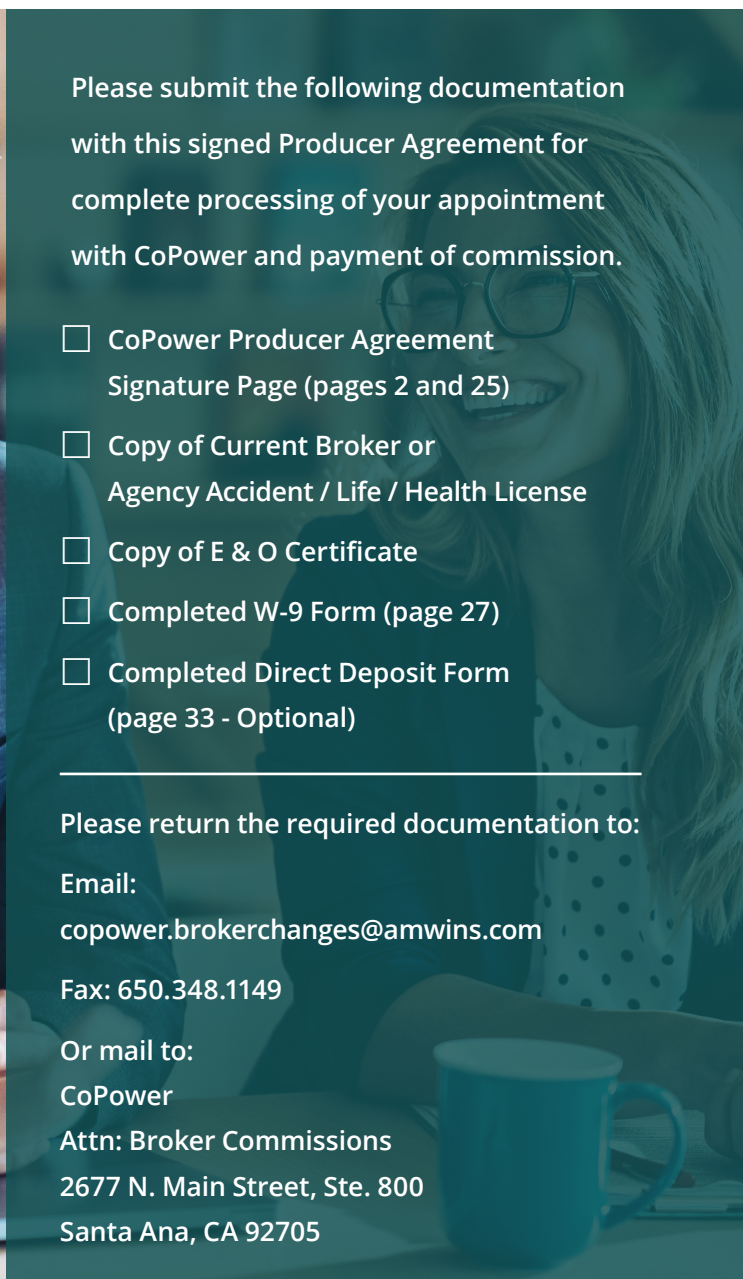 Please submit the following documentation
with this signed Producer Agreement for
complete processing of your appointment
with CoPower and payment of commission.
CoPower Producer Agreement
Signature Page (pages 2 and 25)
Copy of Current Broker or
Agency Accident / Life / Health License
Copy of E & O Certificate
Completed W-9 Form (page 27)
Completed Direct Deposit Form
(page 33 - Optional)
Please return the required documentation to:
Email:
copower.brokerchanges@amwins.com
Fax: 650.348.1149
Or mail to:
CoPower
Attn: Broker Commissions
2677 N. Main Street, Ste. 800
Santa Ana, CA 92705